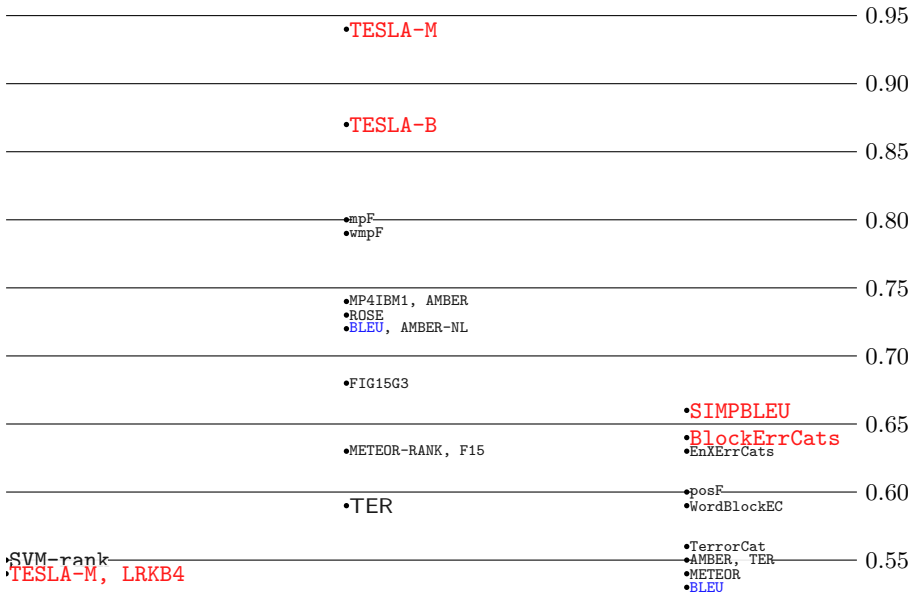 0.95
TESLA-M
0.90
TESLA-B
0.85
mpF
0.80
wmpF
0.75
MP4IBM1, AMBER
ROSE
BLEU, AMBER-NL
0.70
FIG15G3
SIMPBLEU
0.65
BlockErrCats
METEOR-RANK, F15
EnXErrCats
posF
0.60
TER
WordBlockEC
TerrorCat
SVM-rank
AMBER, TER
0.55
TESLA-M, LRKB4
METEOR
BLEU